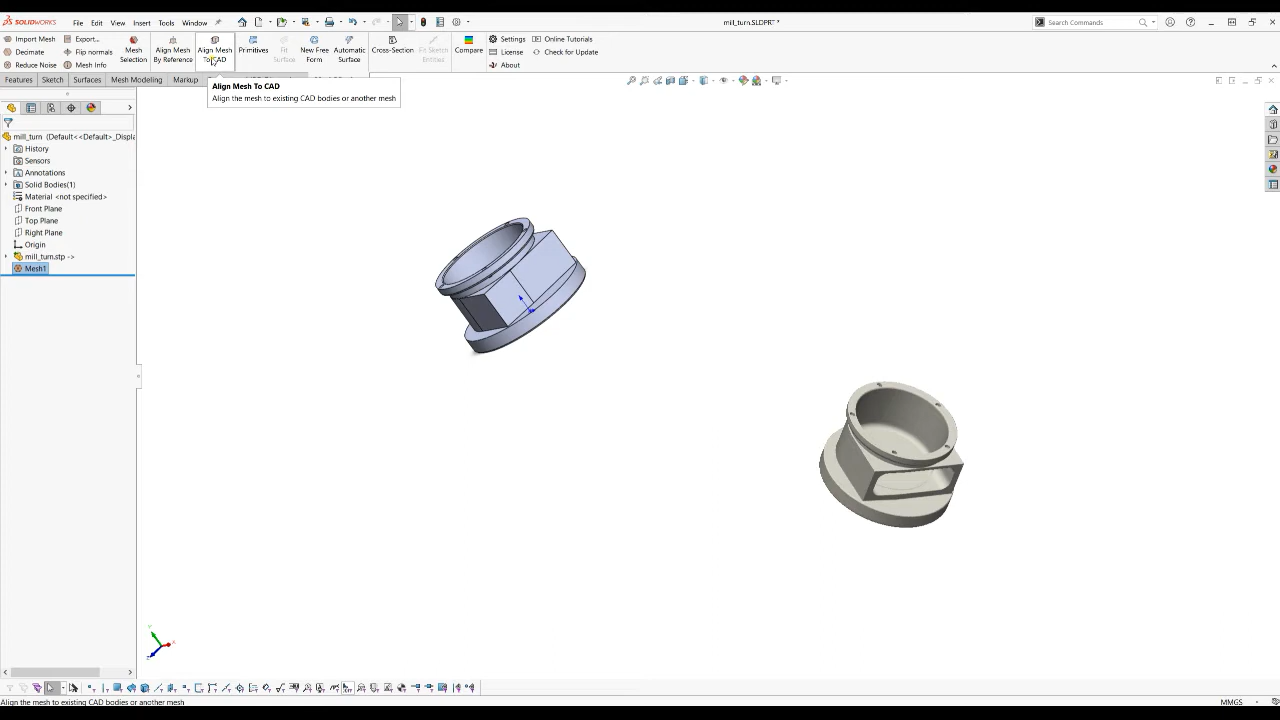 SOLIDWORKS
File
Edit
View
Insert
Tools
Window
mill_turn.SLDPRT *
Search Commands
Import Mesh
Decimate
Reduce Noise
Export...
Flip normals
Mesh Info
Mesh
Selection
Align Mesh
By Reference
Align Mesh
To CAD
Primitives
Fit
Surface
New Free
Form
Automatic
Surface
Cross-Section
Fit Sketch
Entities
Compare
Settings
License
About
Online Tutorials
Check for Update
Features
Sketch
Surfaces
Mesh Modeling
Markup
Align Mesh To CAD
Align the mesh to existing CAD bodies or another mesh
mill_turn (Default<<Default>_Displa
History
Sensors
Annotations
Solid Bodies(1)
Material <not specified>
Front Plane
Top Plane
Right Plane
Origin
mill_turn.stp ->
Mesh1
Y
X
Z
Align the mesh to existing CAD bodies or another mesh
MMGS